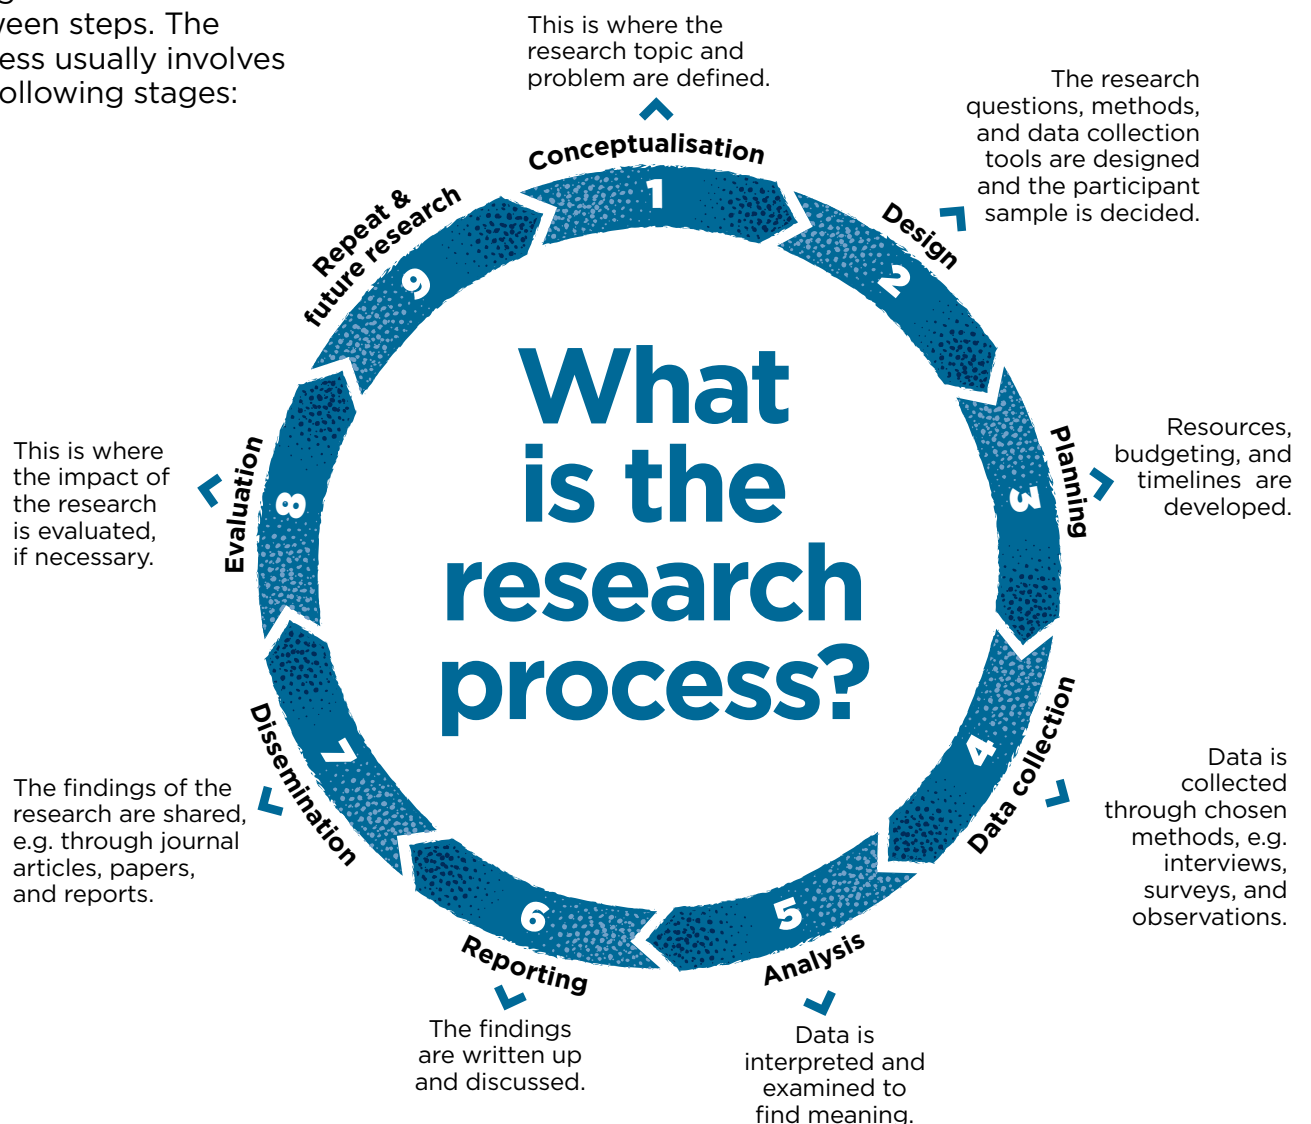 ween steps. The
ess usually involves
ollowing stages:
This is where the
research topic and
problem are defined.
Conceptualisation
1
The research
questions, methods,
and data collection
tools are designed
and the participant
sample is decided.
Design
2
Resources,
budgeting, and
timelines are
developed.
Planning
3
Data is
collected
through chosen
methods, e.g.
interviews,
surveys, and
observations.
Data collection
4
Analysis
5
Data is
interpreted and
examined to
find meaning.
Reporting
6
The findings
are written up
and discussed.
Dissemination
7
The findings of the
research are shared,
e.g. through journal
articles, papers,
and reports.
Evaluation
8
This is where
the impact of
the research
is evaluated,
if necessary.
Repeat &
future research
9
What
is the
research
process?